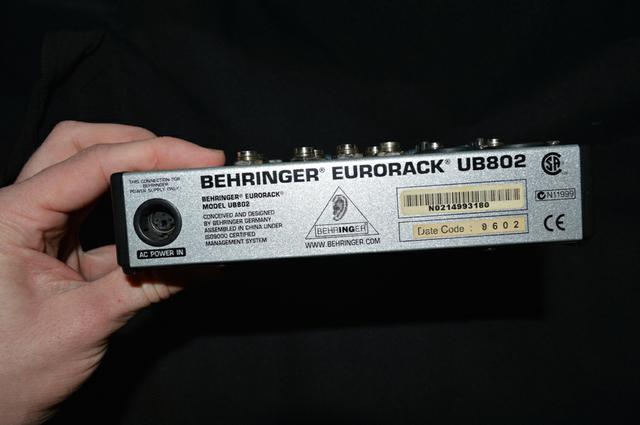 BEHRINGER® EURORACK® UB802
THIS CONNECTION FOR
BEHRINGER
POWER SUPPLY ONLY
AC POWER IN
BEHRINGER EURORACK®
MODEL UB802
CONCEIVED AND DESIGNED
BY BEHRINGER GERMANY
ASSEMBLED IN CHINA UNDER
ISO9000 CERTIFIED
MANAGEMENT SYSTEM
BEHRINGER
WWW.BEHRINGER.COM
N0214993180
Date Code : 9602
N11999
CE